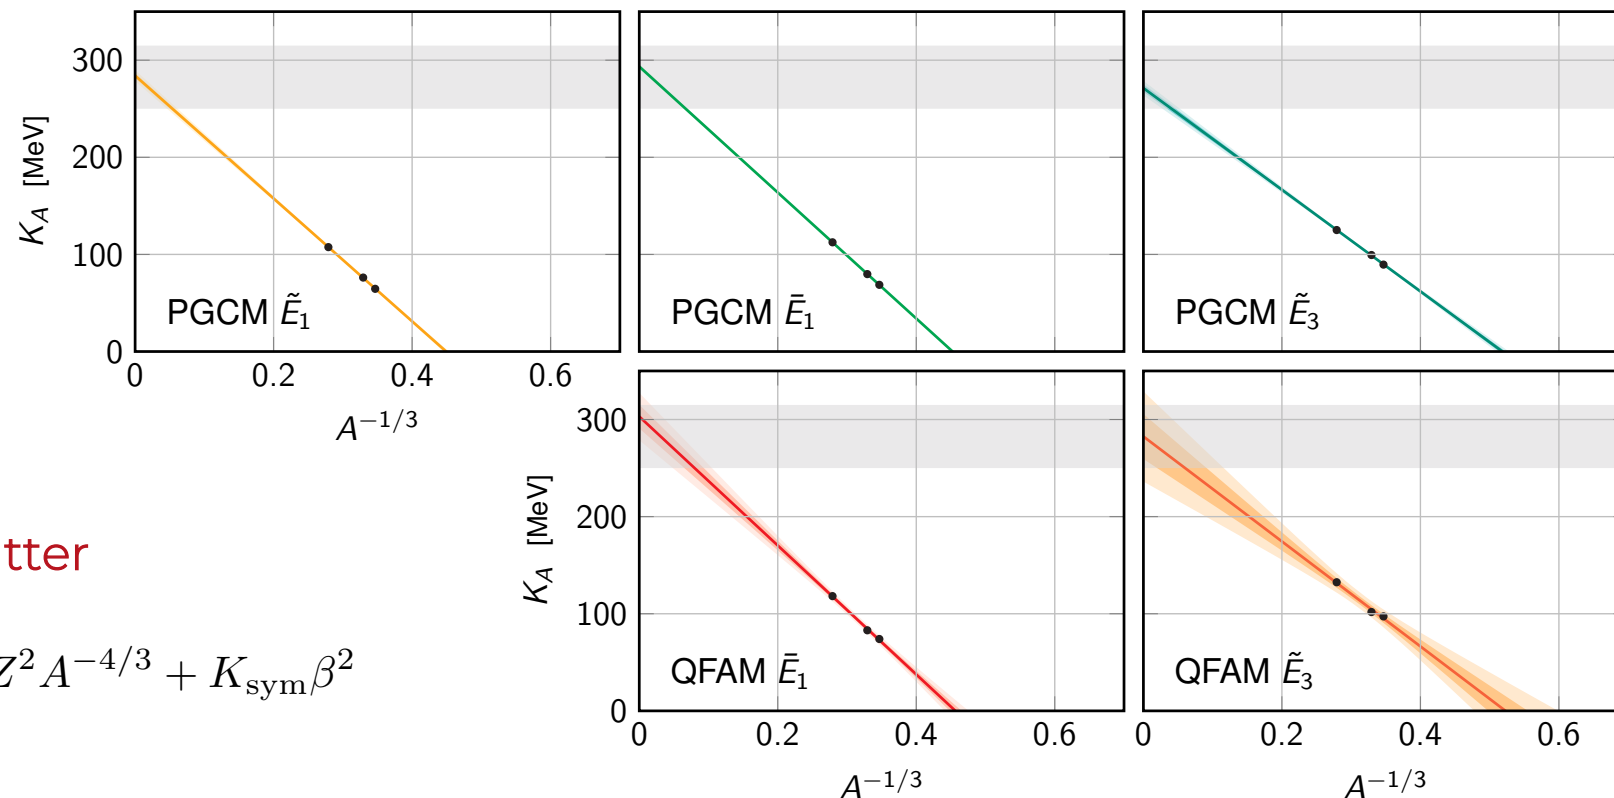 300
200
100
0
K_A [MeV]
PGCM Ẽ₁
0 0.2 0.4 0.6
A^{−1/3}
PGCM Ē₁
PGCM Ẽ₃
300
200
100
0
K_A [MeV]
QFAM Ē₁
0 0.2 0.4 0.6
A^{−1/3}
QFAM Ẽ₃
0 0.2 0.4 0.6
A^{−1/3}
tter
Z²A^{−4/3} + K_{sym}β²